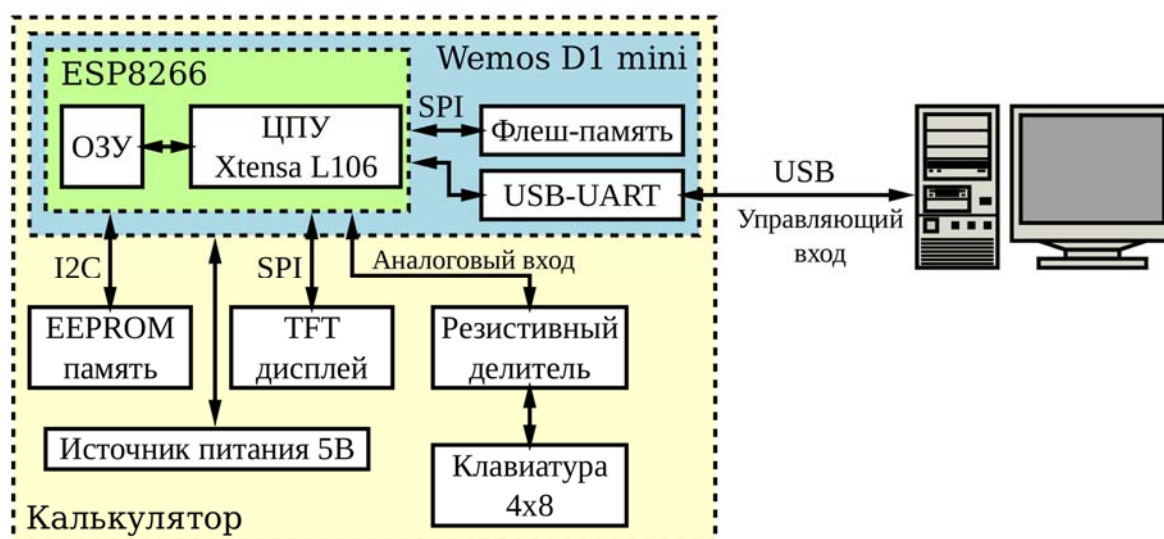 Wemos D1 mini
ESP8266
ОЗУ
ЦПУ
Xtensa L106
SPI
Флеш-память
USB-UART
USB
Управляющий
вход
I2C
SPI
Аналоговый вход
EEPROM
память
TFT
дисплей
Резистивный
делитель
Источник питания 5В
Клавиатура
4x8
Калькулятор